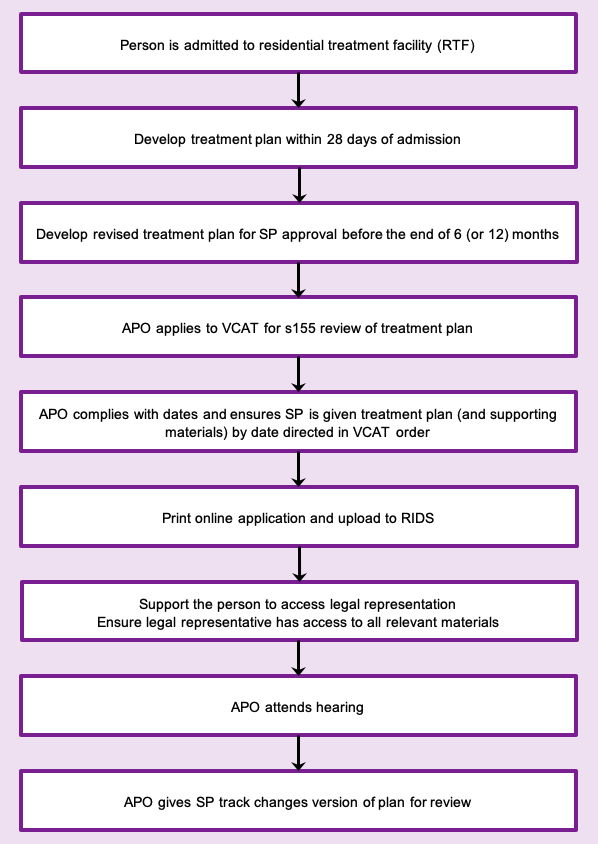 Person is admitted to residential treatment facility (RTF)
Develop treatment plan within 28 days of admission
Develop revised treatment plan for SP approval before the end of 6 (or 12) months
APO applies to VCAT for s155 review of treatment plan
APO complies with dates and ensures SP is given treatment plan (and supporting
materials) by date directed in VCAT order
Print online application and upload to RIDS
Support the person to access legal representation
Ensure legal representative has access to all relevant materials
APO attends hearing
APO gives SP track changes version of plan for review